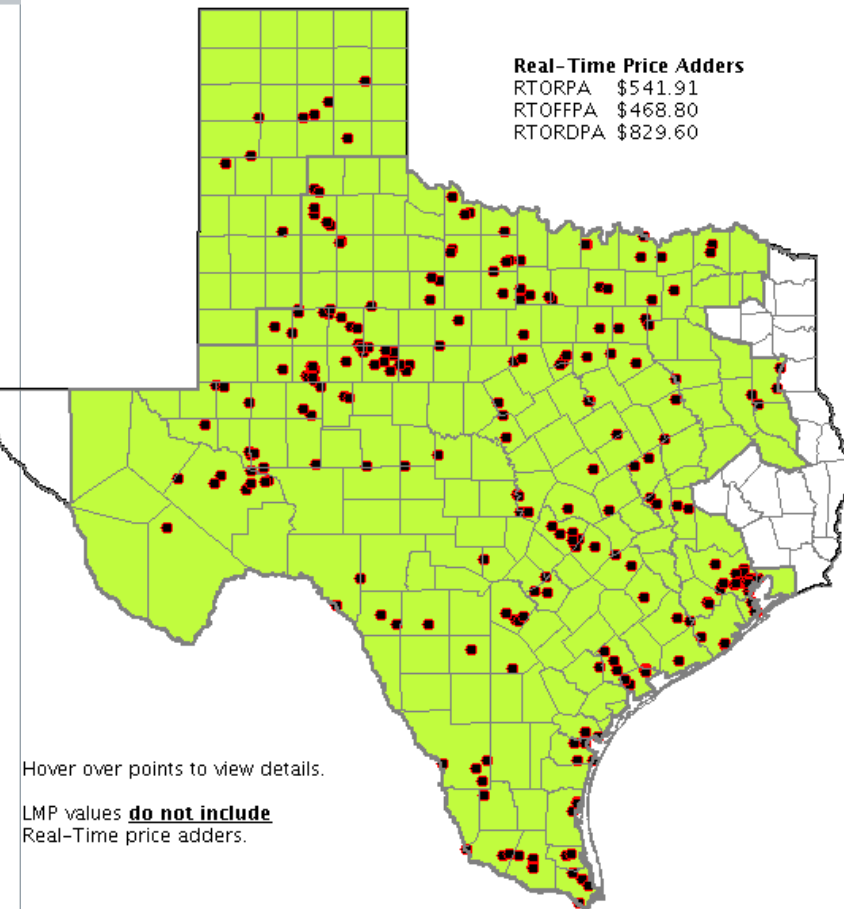 Real-Time Price Adders
RTORPA $541.91
RTOFFPA $468.80
RTORDPA $829.60
Hover over points to view details.
LMP values do not include
Real-Time price adders.